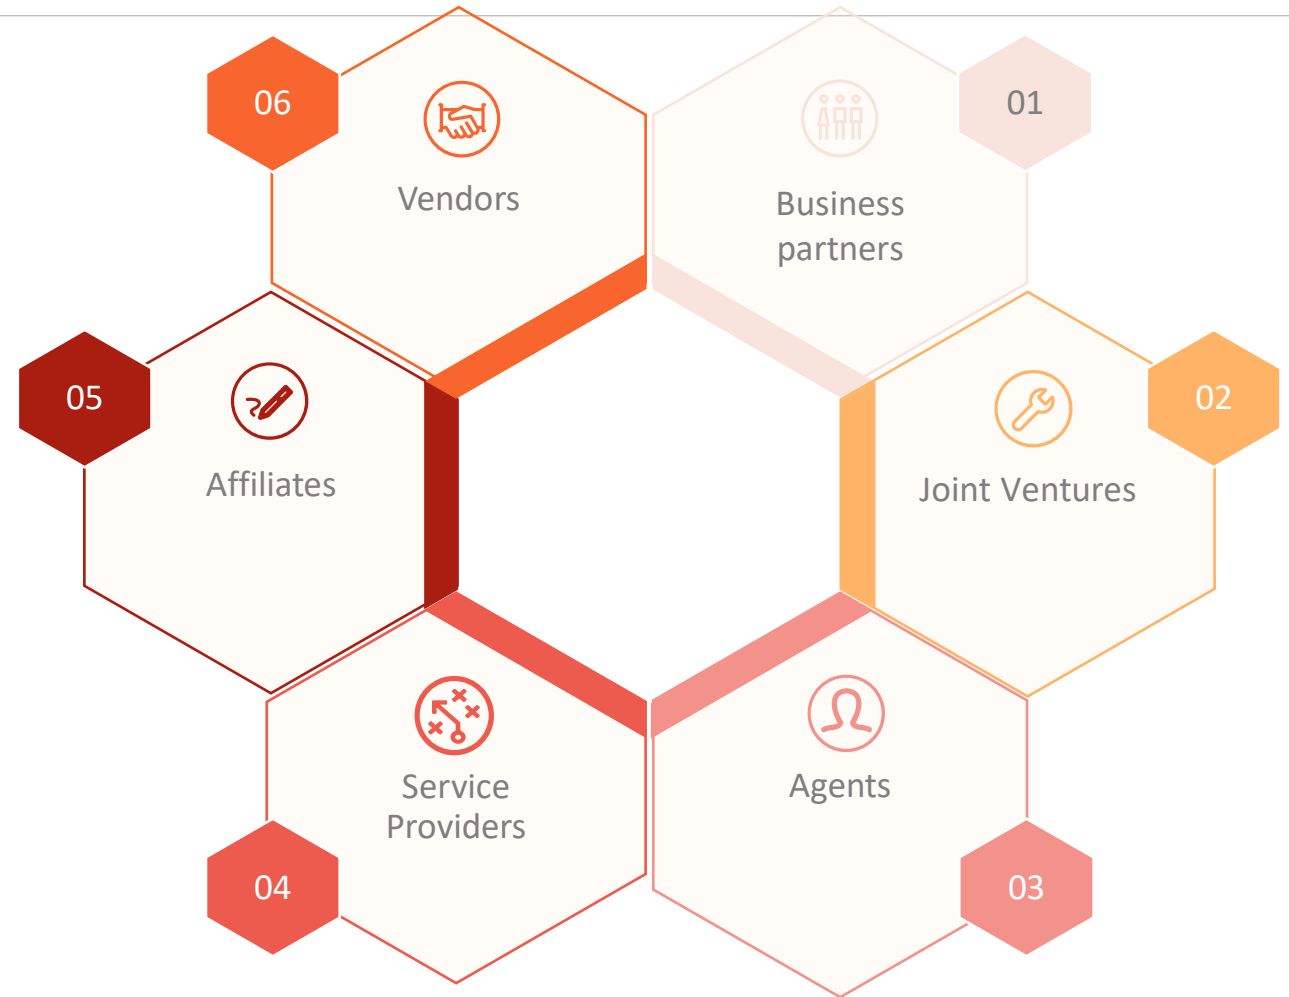 01
Business
partners
02
Joint Ventures
03
Agents
04
Service
Providers
05
Affiliates
06
Vendors